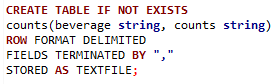 CREATE TABLE IF NOT EXISTS
counts(beverage string, counts string)
ROW FORMAT DELIMITED
FIELDS TERMINATED BY ","
STORED AS TEXTFILE;